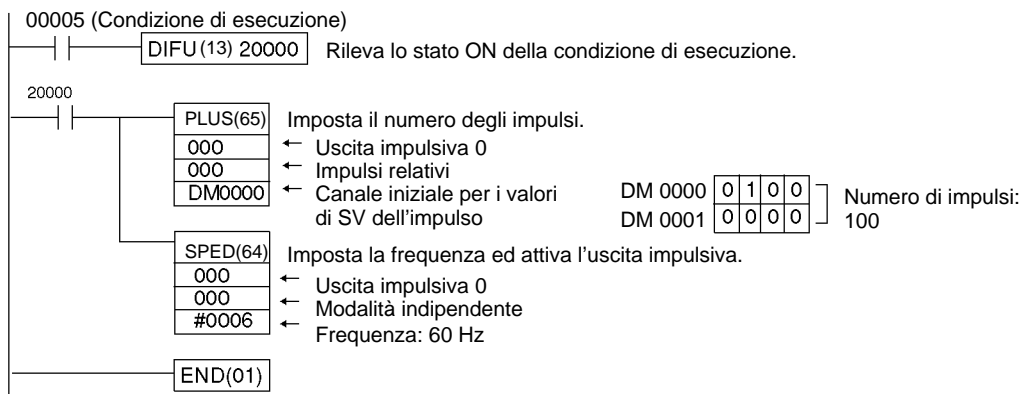 00005 (Condizione di esecuzione)
DIFU(13) 20000 Rileva lo stato ON della condizione di esecuzione.
20000
PLUS(65) Imposta il numero degli impulsi.
000 ← Uscita impulsiva 0
000 ← Impulsi relativi
DM0000 ← Canale iniziale per i valori
di SV dell'impulso
DM 0000 0 1 0 0
DM 0001 0 0 0 0
Numero di impulsi:
100
SPED(64) Imposta la frequenza ed attiva l'uscita impulsiva.
000 ← Uscita impulsiva 0
000 ← Modalità indipendente
#0006 ← Frequenza: 60 Hz
END(01)